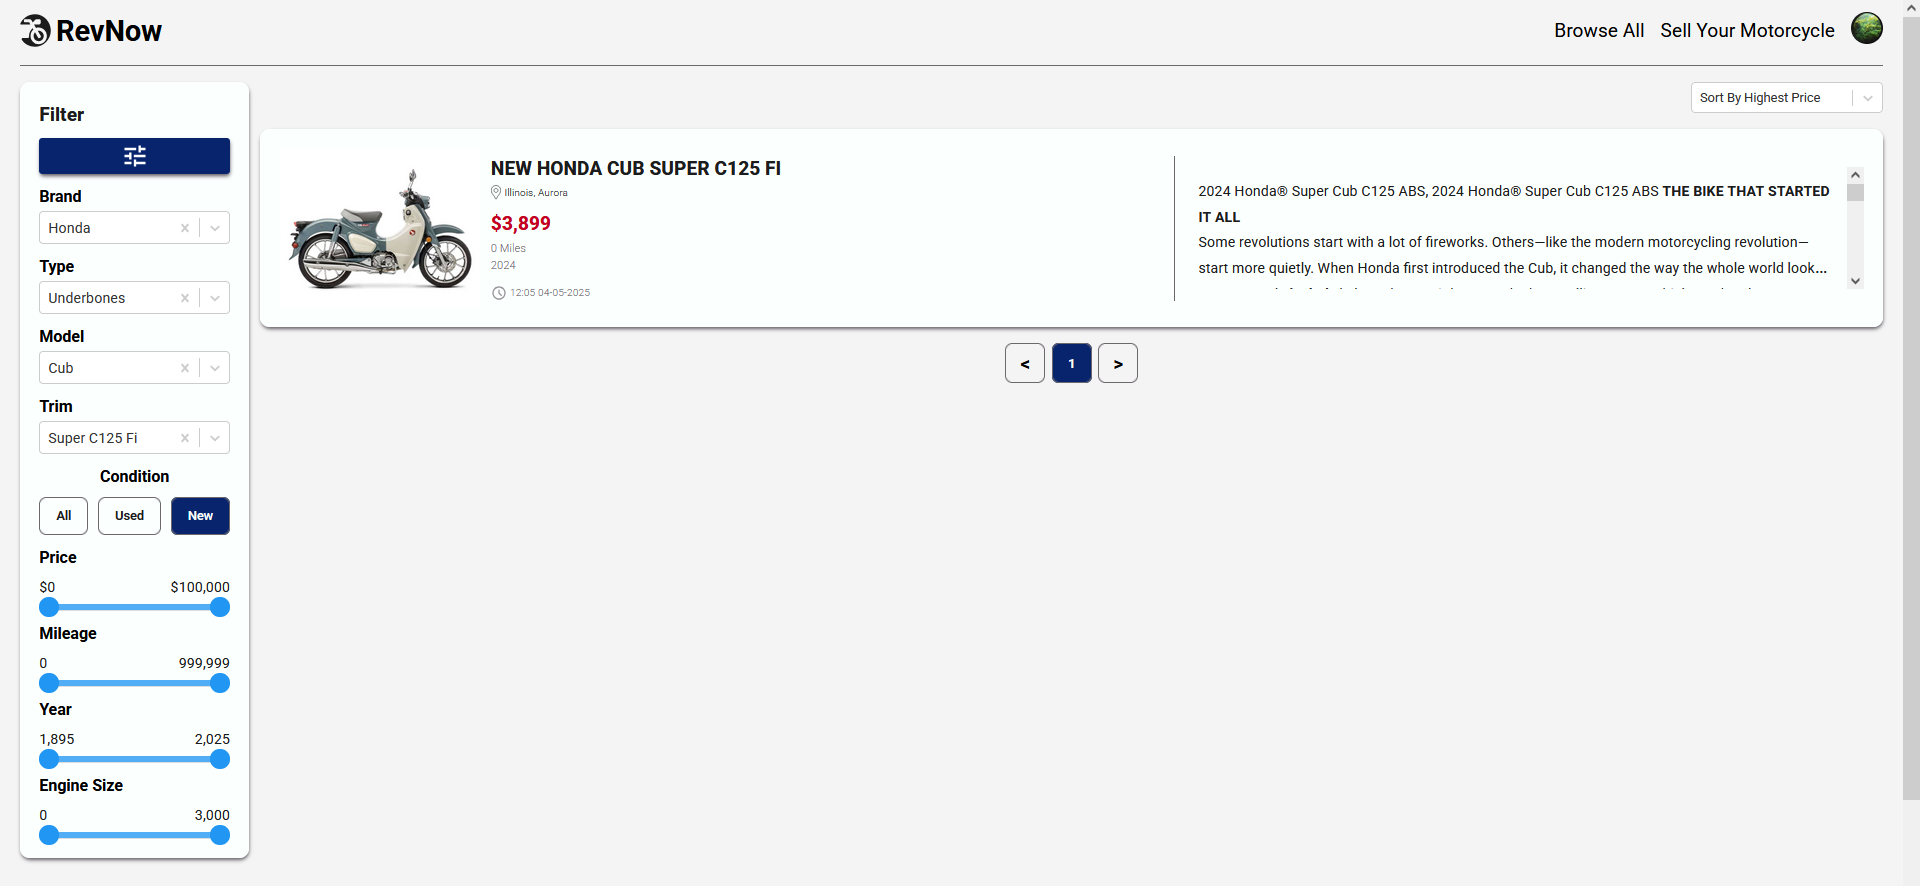 RevNow
Browse All
Sell Your Motorcycle
Filter
Brand
Honda
Type
Underbones
Model
Cub
Trim
Super C125 Fi
Condition
All
Used
New
Price
$0
$100,000
Mileage
0
999,999
Year
1,895
2,025
Engine Size
0
3,000
Sort By Highest Price
NEW HONDA CUB SUPER C125 FI
Illinois, Aurora
$3,899
0 Miles
2024
12:05 04-05-2025
2024 Honda® Super Cub C125 ABS, 2024 Honda® Super Cub C125 ABS THE BIKE THAT STARTED
IT ALL
Some revolutions start with a lot of fireworks. Others—like the modern motorcycling revolution—
start more quietly. When Honda first introduced the Cub, it changed the way the whole world look...
<
1
>